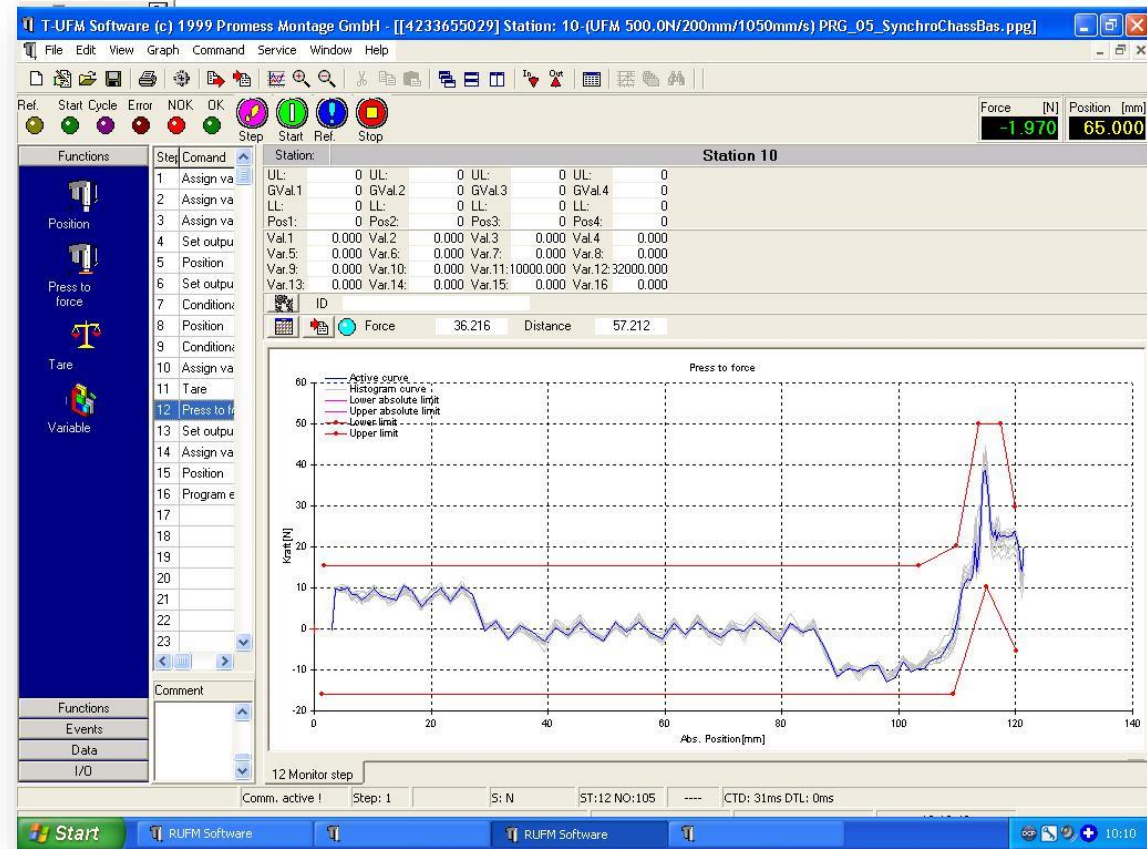 T-UFM Software (c) 1999 Promess Montage GmbH - [[4233655029] Station: 10-(UFM 500.0N/200mm/1050mm/s) PRG_05_SynchroChassBas.ppg]
File Edit View Graph Command Service Window Help
Ref. Start Cycle Error NOK OK
Step Start Ref. Stop
Force [N] Position [mm]
-1.970 65.000
Functions
Position
Press to force
Tare
Variable
Functions
Events
Data
I/O
Step Comand
1 Assign va
2 Assign va
3 Assign va
4 Set outpu
5 Position
6 Set outpu
7 Conditiona
8 Position
9 Conditiona
10 Assign va
11 Tare
12 Press to fo
13 Set outpu
14 Assign va
15 Position
16 Program e
17
18
19
20
21
22
23
Comment
Station: Station 10
UL: 0 UL: 0 UL: 0 UL: 0
GVal.1 0 GVal.2 0 GVal.3 0 GVal.4 0
LL: 0 LL: 0 LL: 0 LL: 0
Pos1: 0 Pos2: 0 Pos3: 0 Pos4: 0
Val.1 0.000 Val.2 0.000 Val.3 0.000 Val.4 0.000
Var.5: 0.000 Var.6: 0.000 Var.7: 0.000 Var.8: 0.000
Var.9: 0.000 Var.10: 0.000 Var.11: 10000.000 Var.12: 32000.000
Var.13: 0.000 Var.14: 0.000 Var.15: 0.000 Var.16 0.000
ID
Force 36.216 Distance 57.212
Press to force
Active curve
Histogram curve
Lower absolute limit
Upper absolute limit
Lower limit
Upper limit
60
50
40
30
20
10
0
-10
-20
Kraft [N]
0 20 40 60 80 100 120 140
Abs. Position[mm]
12 Monitor step
Comm. active ! Step: 1 S: N ST:12 NO:105 ---- CTD: 31ms DTL: 0ms
Start RUFM Software RUFM Software 10:10